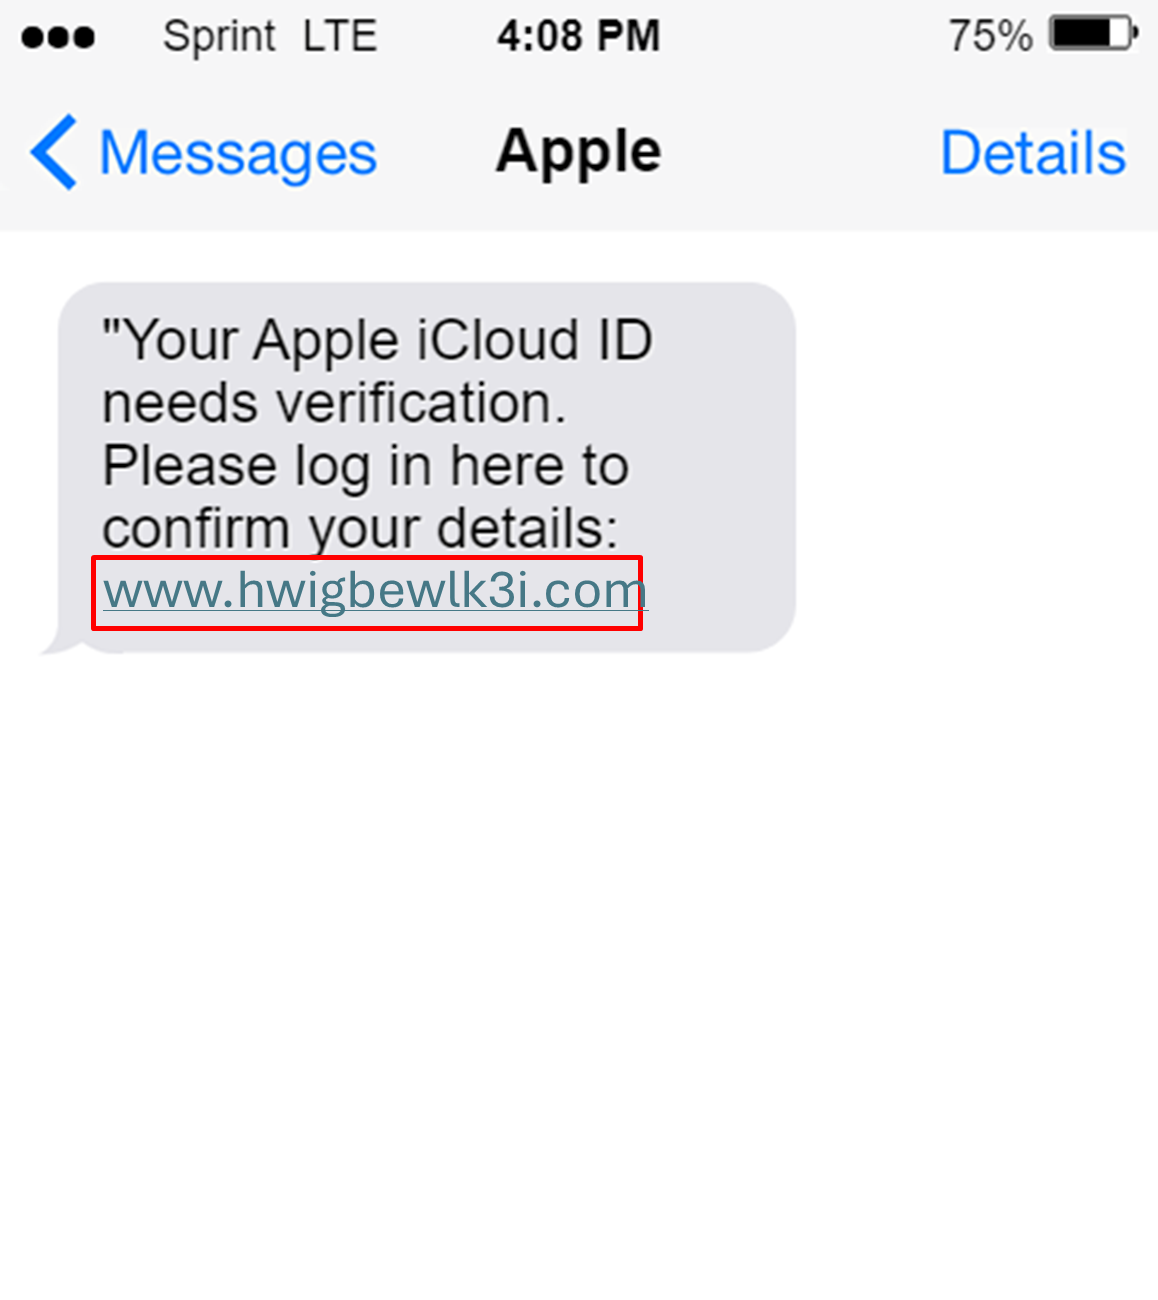 Sprint LTE 4:08 PM 75%
Messages Apple Details
"Your Apple iCloud ID
needs verification.
Please log in here to
confirm your details:
www.hwigbewlk3i.com